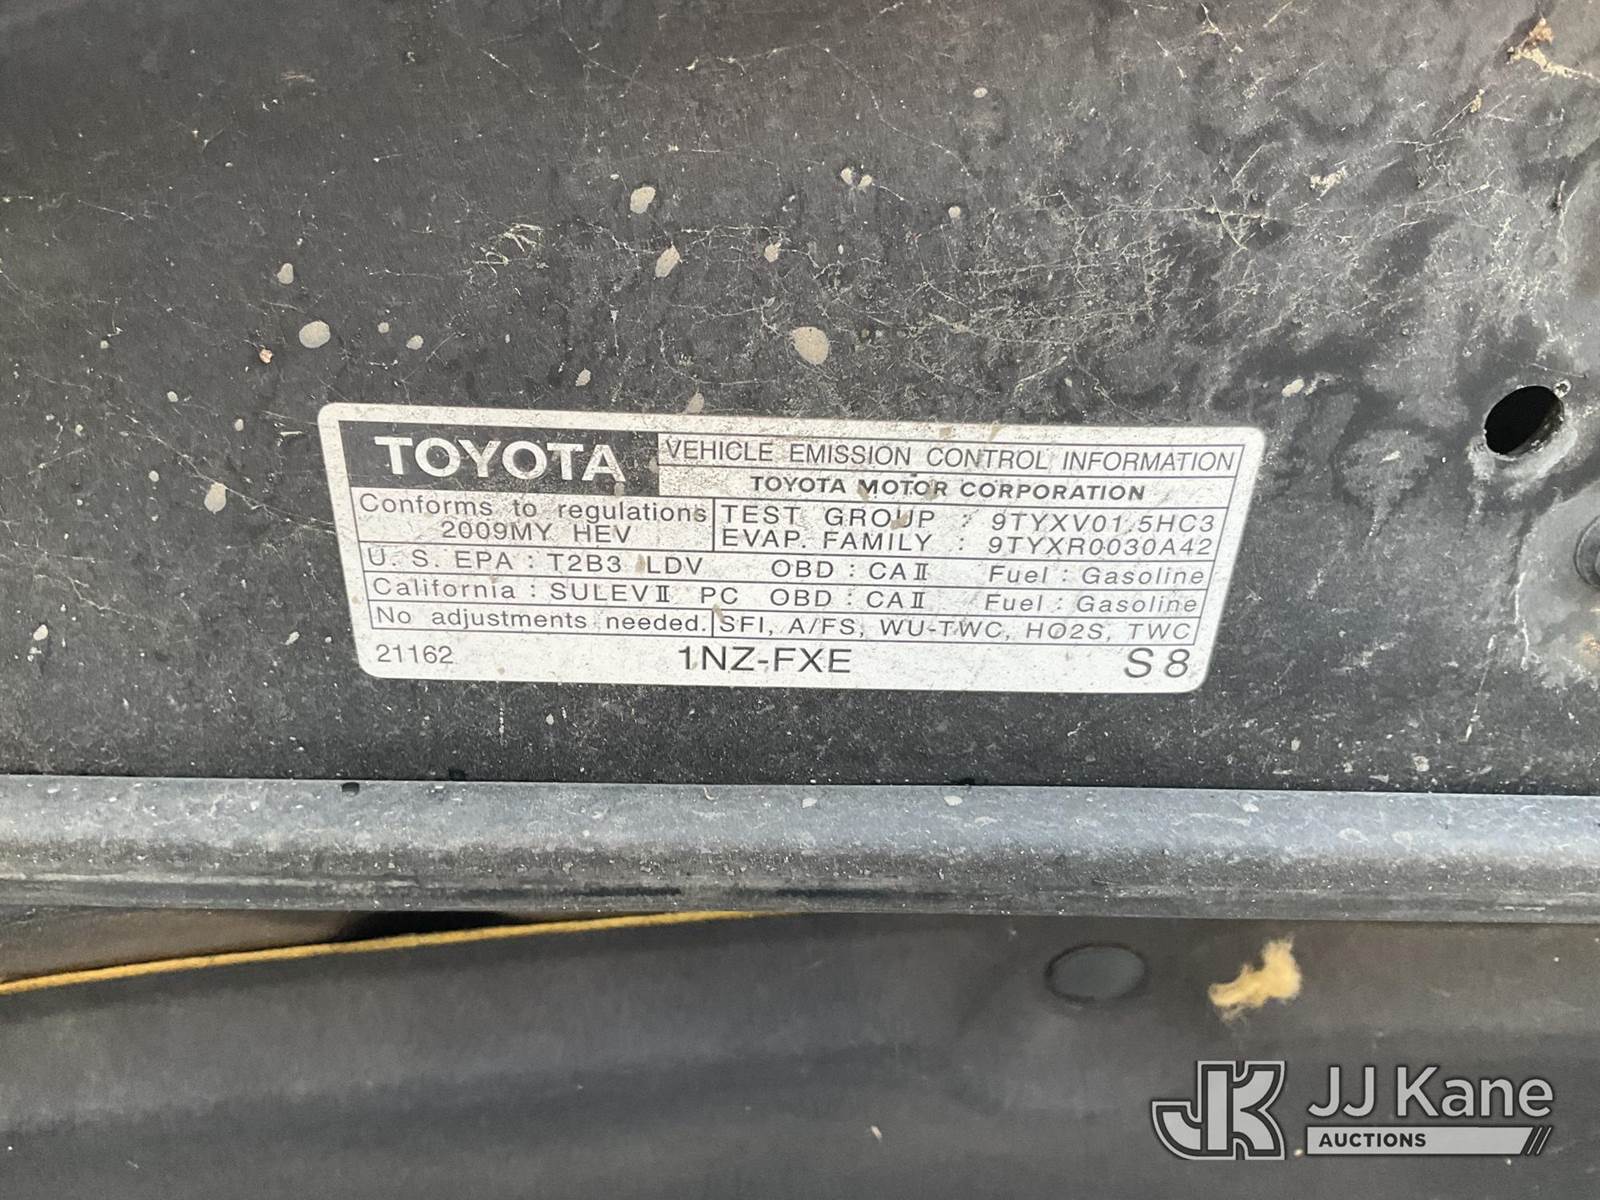 TOYOTA
VEHICLE EMISSION CONTROL INFORMATION
TOYOTA MOTOR CORPORATION
Conforms to regulations
2009MY HEV
TEST GROUP : 9TYXV01.5HC3
EVAP. FAMILY : 9TYXR0030A42
U. S. EPA : T2B3 LDV OBD : CAⅡ Fuel : Gasoline
California : SULEVⅡ PC OBD : CAⅡ Fuel : Gasoline
No adjustments needed. SFI, A/FS, WU-TWC, HO2S, TWC
21162 1NZ-FXE S8
JK JJ Kane
AUCTIONS